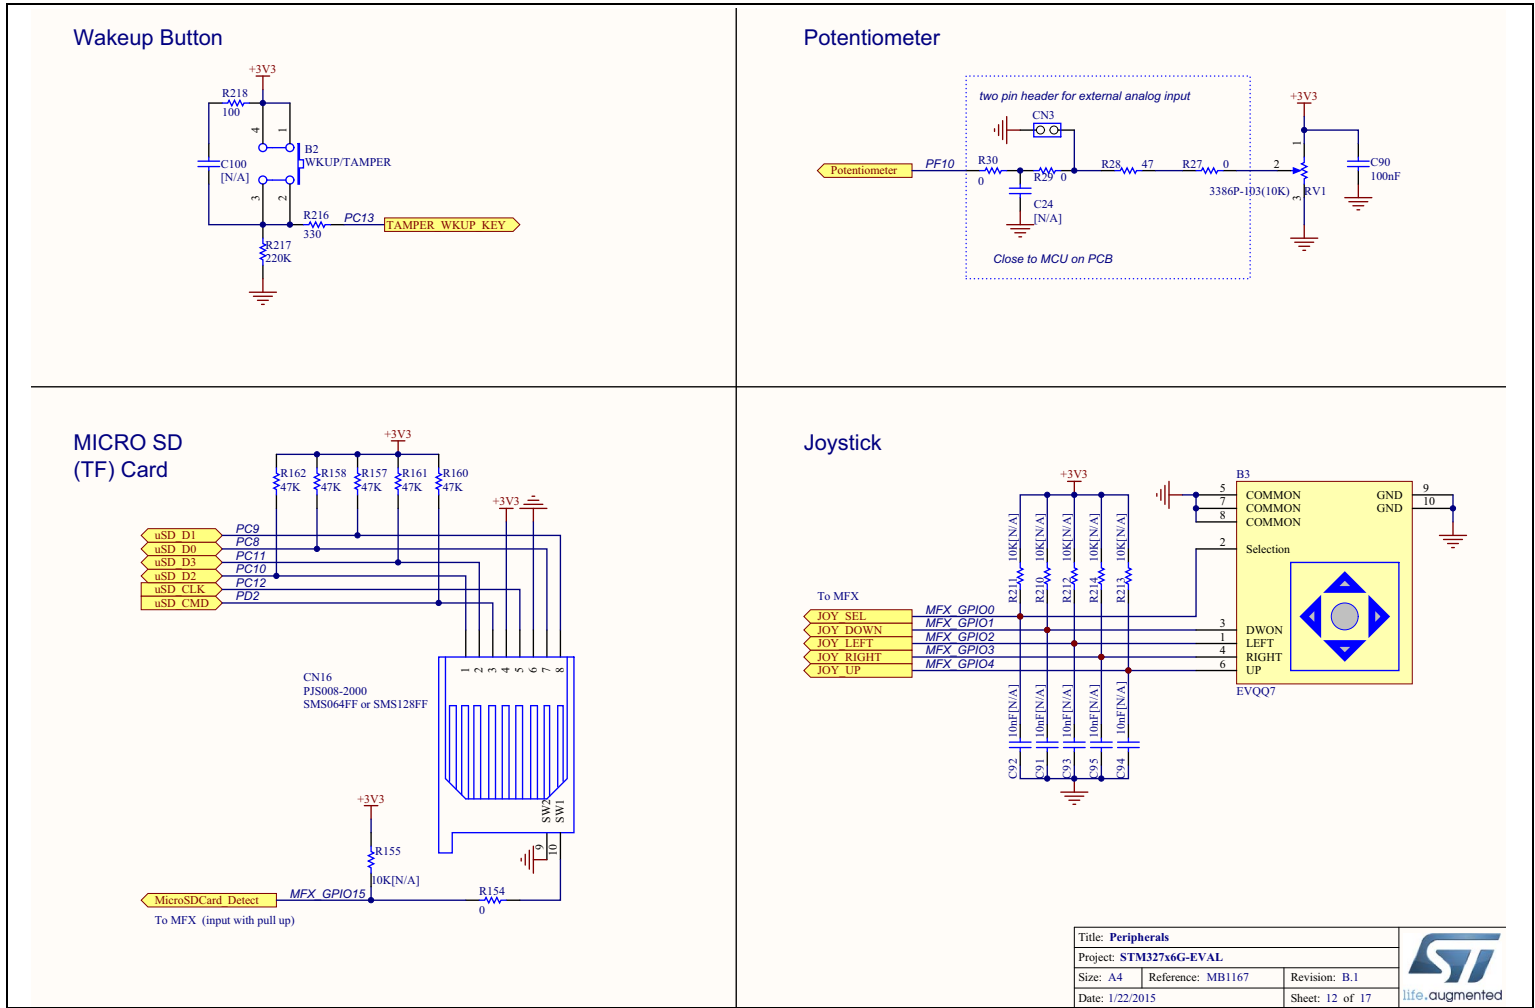 Wakeup Button
+3V3
R218
100
4
1
B2
WKUP/TAMPER
C100
[N/A]
3
2
R216
330
PC13
TAMPER_WKUP_KEY
R217
220K
Potentiometer
two pin header for external analog input
CN3
+3V3
Potentiometer
PF10
R30
0
R29
0
R28
47
R27
0
2
1
3
3386P-103(10K)
RV1
C90
100nF
C24
[N/A]
Close to MCU on PCB
MICRO SD
(TF) Card
+3V3
R162
47K
R158
47K
R157
47K
R161
47K
R160
47K
+3V3
uSD_D1
PC9
uSD_D0
PC8
uSD_D3
PC11
uSD_D2
PC10
uSD_CLK
PC12
uSD_CMD
PD2
1
2
3
4
5
6
7
8
CN16
PJS008-2000
SMS064FF or SMS128FF
SW2
SW1
9
10
+3V3
R155
10K[N/A]
MicroSDCard_Detect
MFX_GPIO15
R154
0
To MFX (input with pull up)
Joystick
+3V3
R211
10K[N/A]
R210
10K[N/A]
R212
10K[N/A]
R214
10K[N/A]
R213
10K[N/A]
To MFX
JOY_SEL
MFX_GPIO0
JOY_DOWN
MFX_GPIO1
JOY_LEFT
MFX_GPIO2
JOY_RIGHT
MFX_GPIO3
JOY_UP
MFX_GPIO4
C92
10nF[N/A]
C91
10nF[N/A]
C93
10nF[N/A]
C95
10nF[N/A]
C94
10nF[N/A]
B3
5
COMMON
7
COMMON
8
COMMON
2
Selection
3
DWON
1
LEFT
4
RIGHT
6
UP
GND
9
GND
10
EVQQ7
Title: Peripherals
Project: STM327x6G-EVAL
Size: A4
Reference: MB1167
Revision: B.1
Date: 1/22/2015
Sheet: 12 of 17
ST
life.augmented